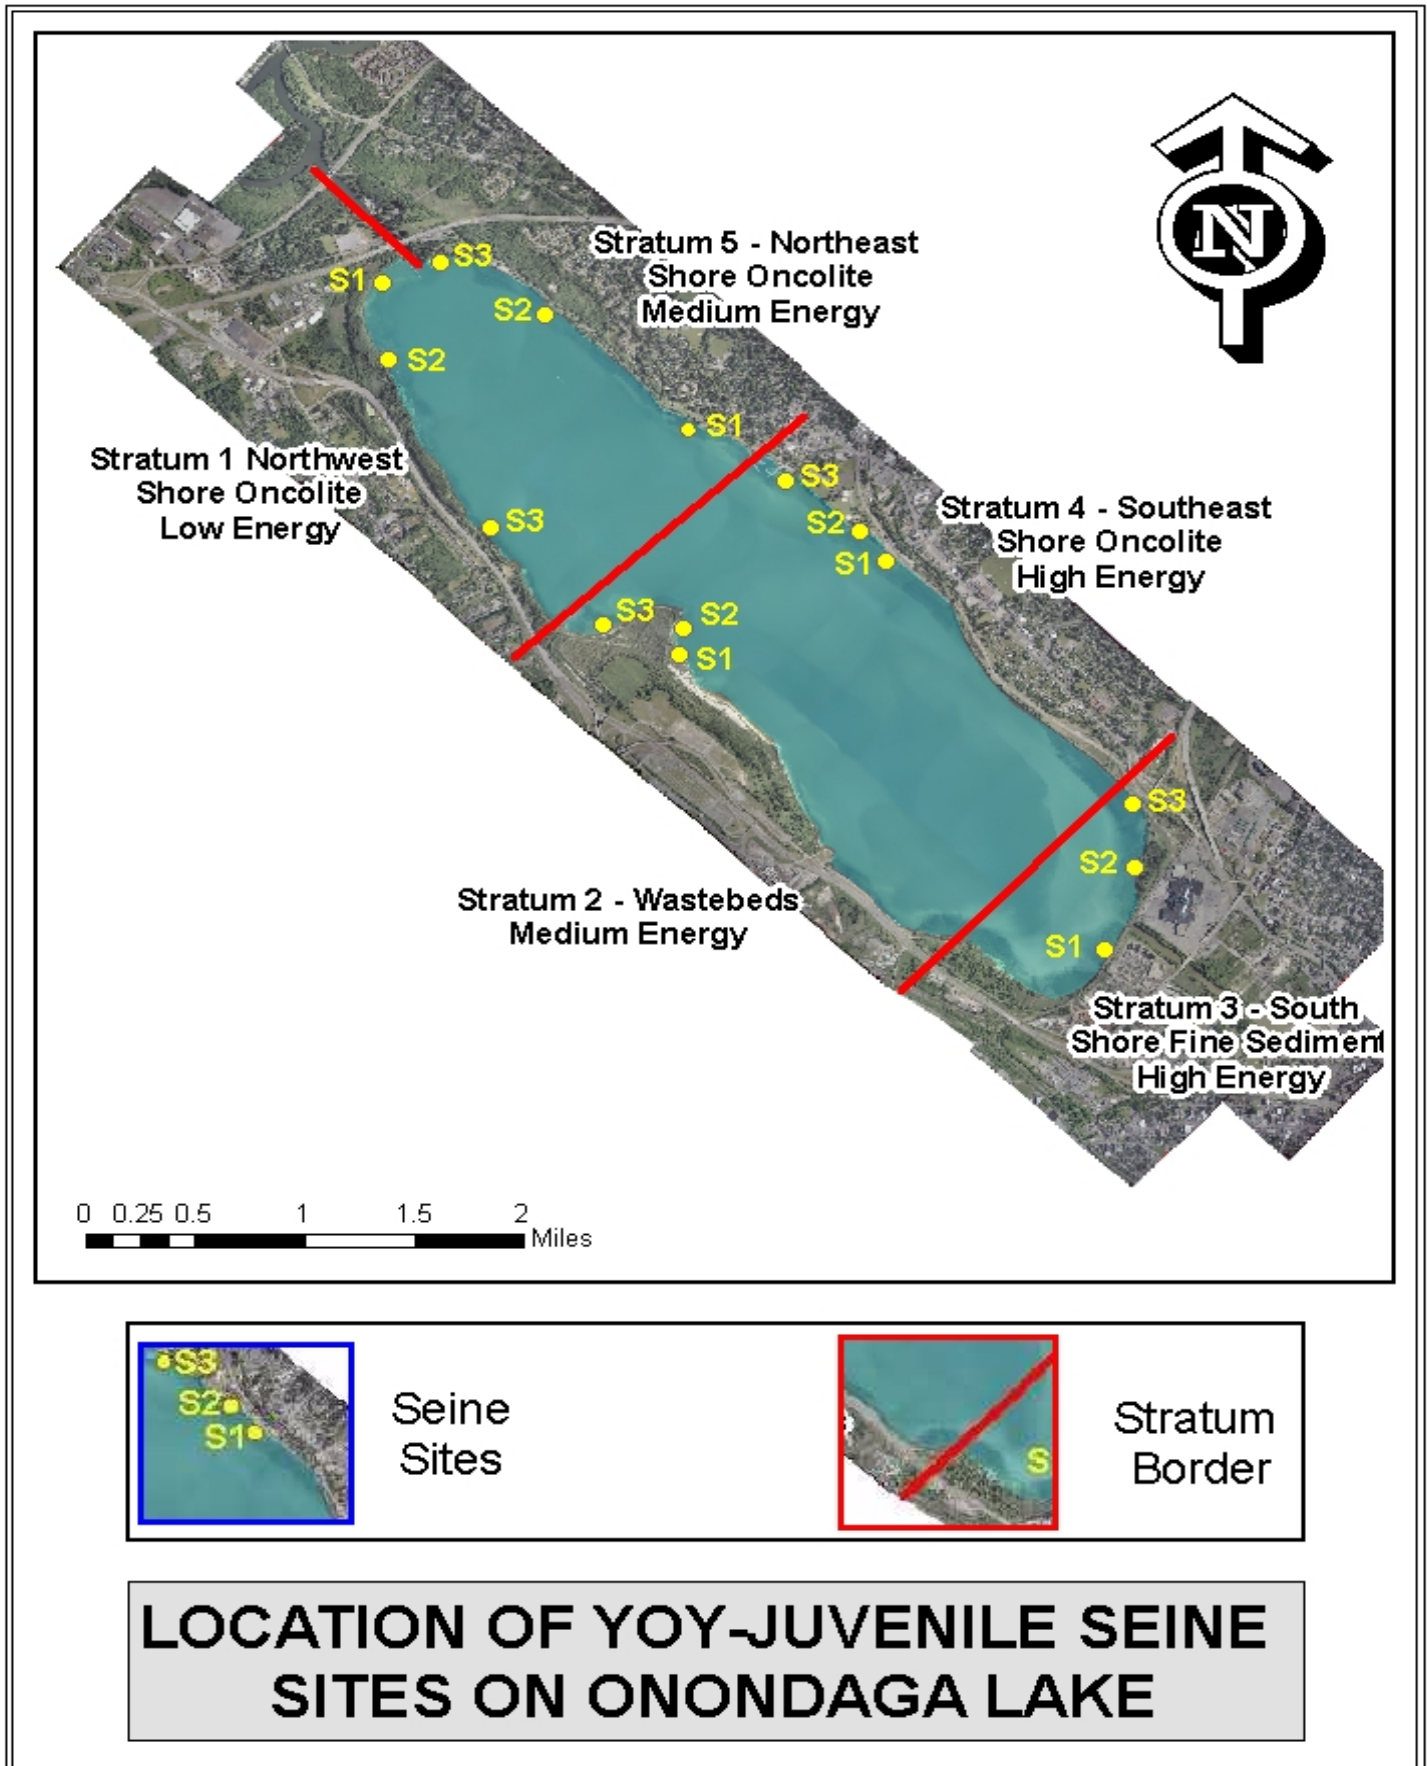 N
Stratum 5 - Northeast
Shore Oncolite
Medium Energy
S3
S1
S2
S2
S1
Stratum 1 Northwest
Shore Oncolite
Low Energy
S3
S3
S2
S1
Stratum 4 - Southeast
Shore Oncolite
High Energy
S3
S2
S1
Stratum 2 - Wastebeds
Medium Energy
S3
S2
S1
Stratum 3 - South
Shore Fine Sediment
High Energy
0 0.25 0.5 1 1.5 2
Miles
S3
S2
S1
Seine
Sites
S
Stratum
Border
LOCATION OF YOY-JUVENILE SEINE
SITES ON ONONDAGA LAKE